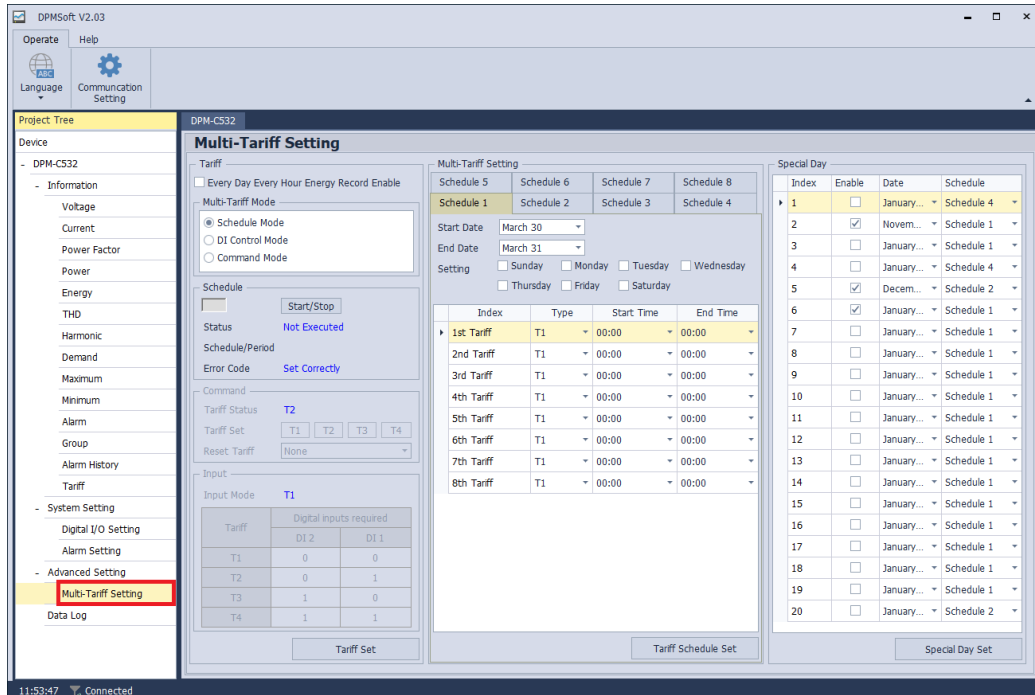 DPMSoft V2.03
Operate Help
ABC
Language
Communcation
Setting
Project Tree
Device
- DPM-C532
- Information
Voltage
Current
Power Factor
Power
Energy
THD
Harmonic
Demand
Maximum
Minimum
Alarm
Group
Alarm History
Tariff
- System Setting
Digital I/O Setting
Alarm Setting
- Advanced Setting
Multi-Tariff Setting
Data Log
DPM-C532
Multi-Tariff Setting
Tariff
Every Day Every Hour Energy Record Enable
Multi-Tariff Mode
Schedule Mode
DI Control Mode
Command Mode
Schedule
Start/Stop
Status Not Executed
Schedule/Period
Error Code Set Correctly
Command
Tariff Status T2
Tariff Set T1 T2 T3 T4
Reset Tariff None
Input
Input Mode T1
Tariff Digital inputs required
DI 2 DI 1
T1 0 0
T2 0 1
T3 1 0
T4 1 1
Tariff Set
Multi-Tariff Setting
Schedule 5 Schedule 6 Schedule 7 Schedule 8
Schedule 1 Schedule 2 Schedule 3 Schedule 4
Start Date March 30
End Date March 31
Setting Sunday Monday Tuesday Wednesday
Thursday Friday Saturday
Index Type Start Time End Time
1st Tariff T1 00:00 00:00
2nd Tariff T1 00:00 00:00
3rd Tariff T1 00:00 00:00
4th Tariff T1 00:00 00:00
5th Tariff T1 00:00 00:00
6th Tariff T1 00:00 00:00
7th Tariff T1 00:00 00:00
8th Tariff T1 00:00 00:00
Tariff Schedule Set
Special Day
Index Enable Date Schedule
1 January... Schedule 4
2 Novem... Schedule 1
3 January... Schedule 1
4 January... Schedule 4
5 Decem... Schedule 2
6 January... Schedule 1
7 January... Schedule 1
8 January... Schedule 1
9 January... Schedule 1
10 January... Schedule 1
11 January... Schedule 1
12 January... Schedule 1
13 January... Schedule 1
14 January... Schedule 1
15 January... Schedule 1
16 January... Schedule 1
17 January... Schedule 1
18 January... Schedule 1
19 January... Schedule 1
20 January... Schedule 2
Special Day Set
11:53:47 Connected